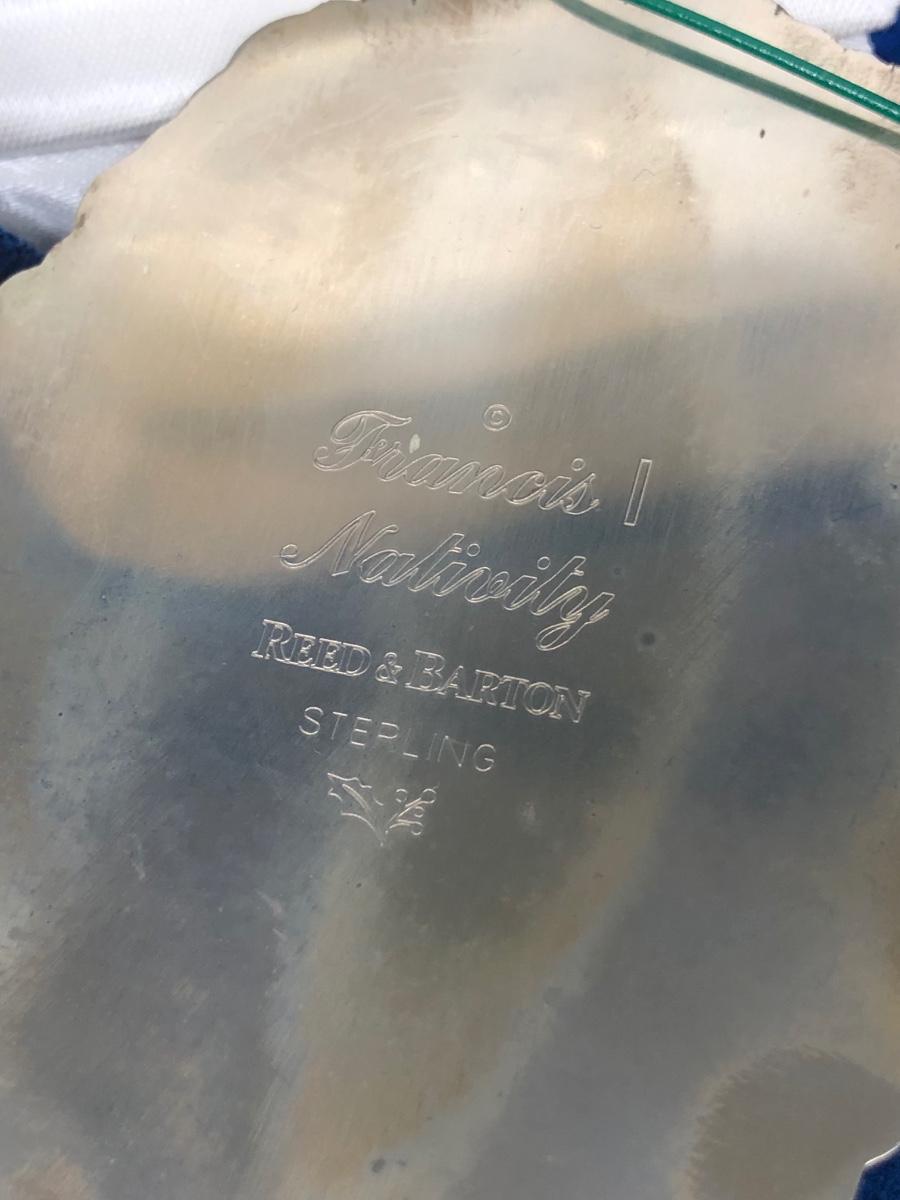 ©
Francis I
Nativity
REED & BARTON
STERLING